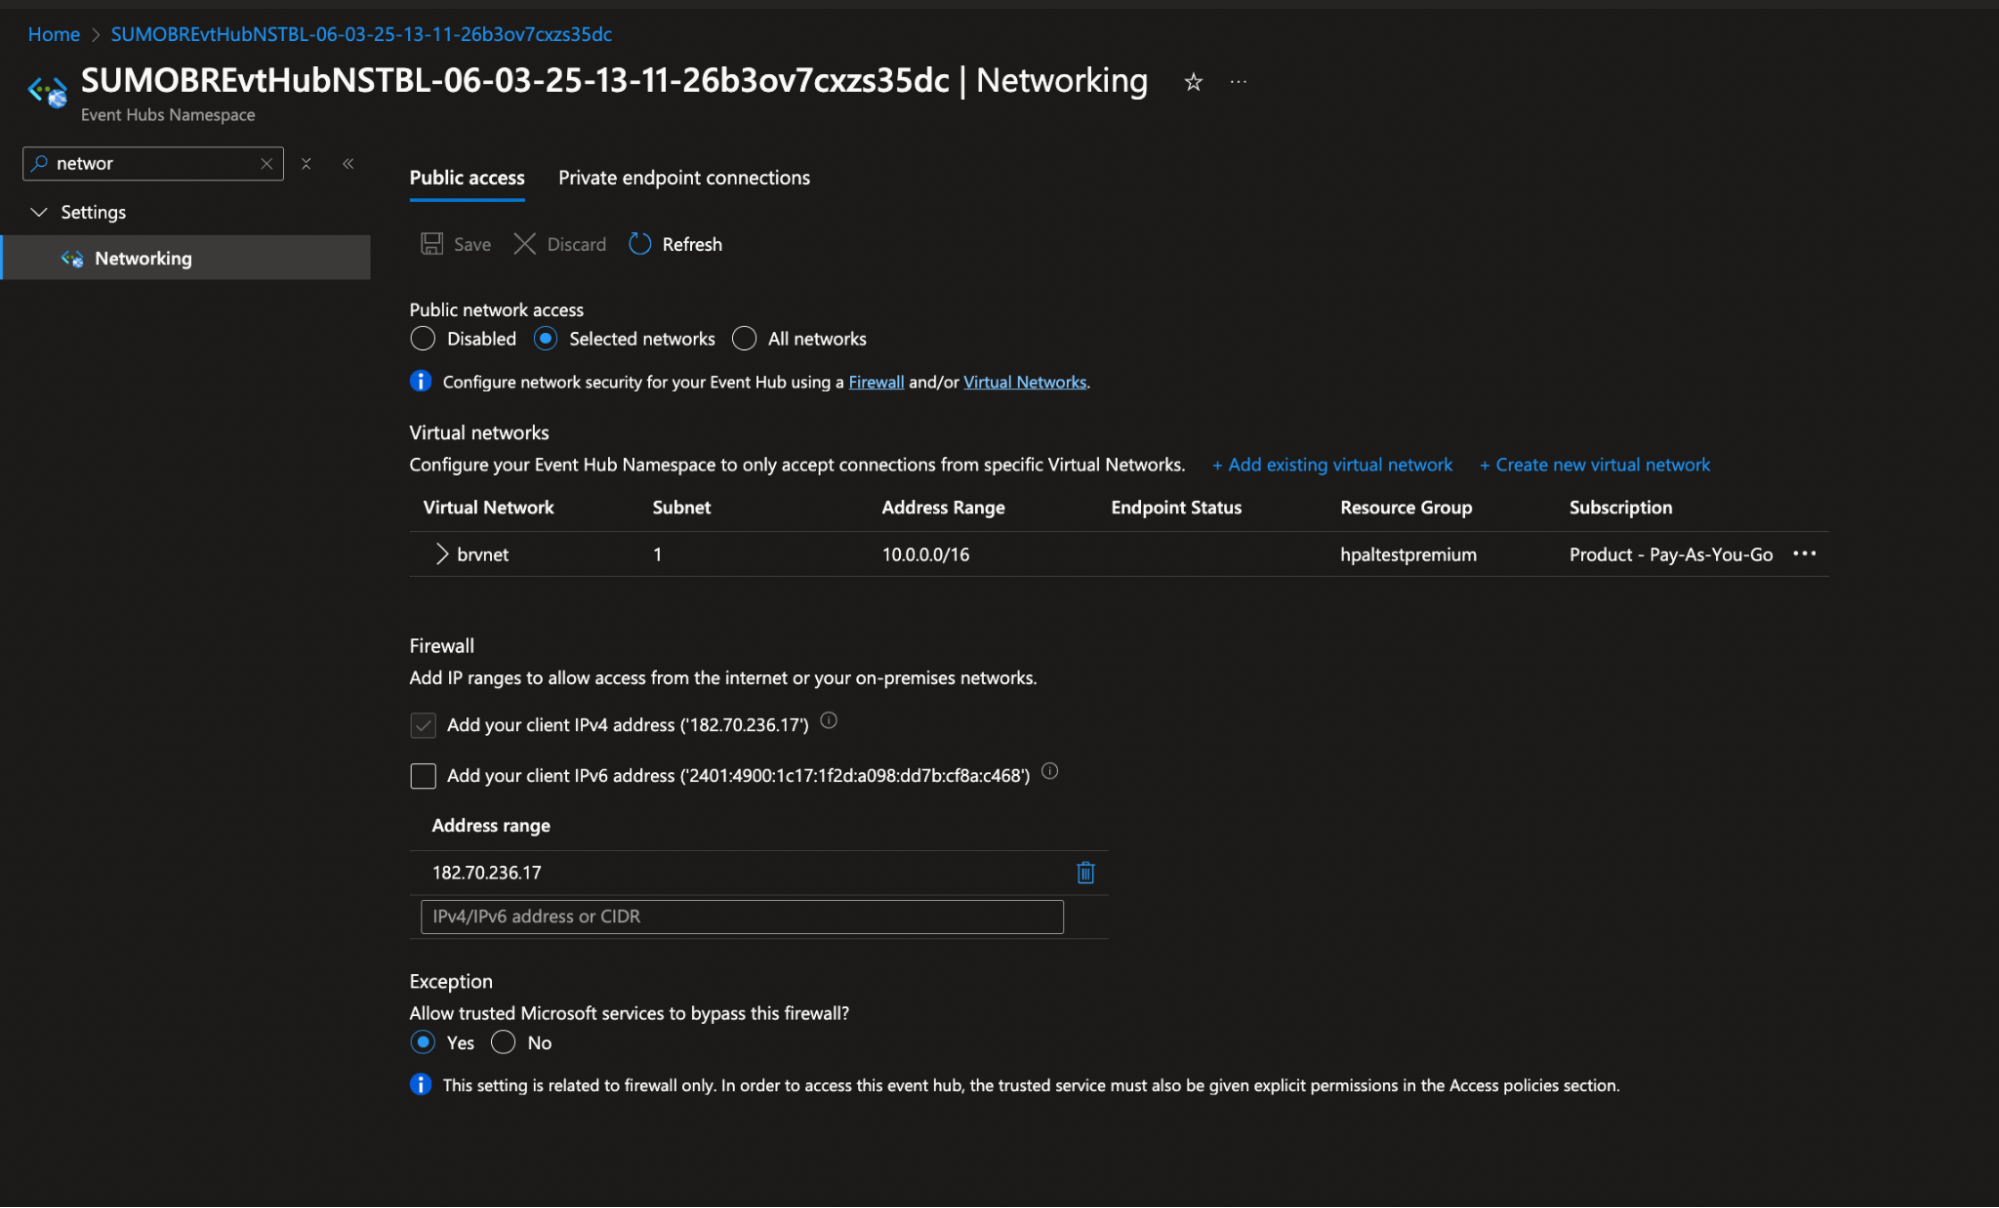 Home > SUMOBREvtHubNSTBL-06-03-25-13-11-26b3ov7cxzs35dc
SUMOBREvtHubNSTBL-06-03-25-13-11-26b3ov7cxzs35dc | Networking
Event Hubs Namespace
networ
Settings
Networking
Public access Private endpoint connections
Save Discard Refresh
Public network access
Disabled Selected networks All networks
Configure network security for your Event Hub using a Firewall and/or Virtual Networks.
Virtual networks
Configure your Event Hub Namespace to only accept connections from specific Virtual Networks. + Add existing virtual network + Create new virtual network
Virtual Network Subnet Address Range Endpoint Status Resource Group Subscription
brvnet 1 10.0.0.0/16 hpaltestpremium Product - Pay-As-You-Go
Firewall
Add IP ranges to allow access from the internet or your on-premises networks.
Add your client IPv4 address ('182.70.236.17')
Add your client IPv6 address ('2401:4900:1c17:1f2d:a098:dd7b:cf8a:c468')
Address range
182.70.236.17
IPv4/IPv6 address or CIDR
Exception
Allow trusted Microsoft services to bypass this firewall?
Yes No
This setting is related to firewall only. In order to access this event hub, the trusted service must also be given explicit permissions in the Access policies section.